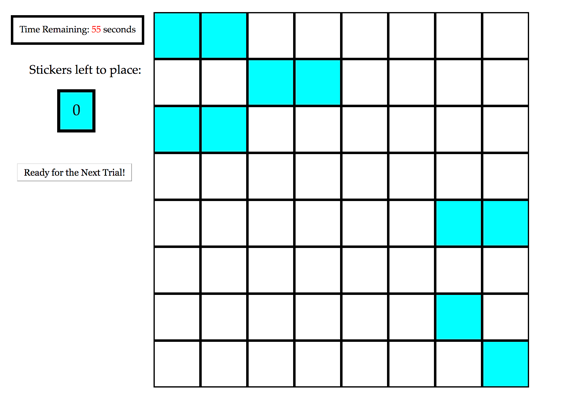 Time Remaining: 55 seconds
Stickers left to place:
0
Ready for the Next Trial!